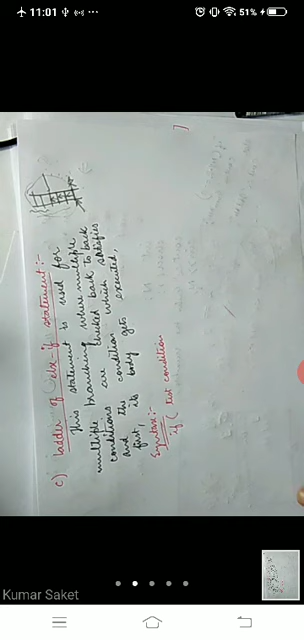 11:01
51%
c) ladder of else-if statement:-
This statement is used for
multiple branching where multiple
conditions are checked back to back
and the condition which satisfies
first, its body gets executed.
Syntax:-
if ( test condition
Kumar Saket